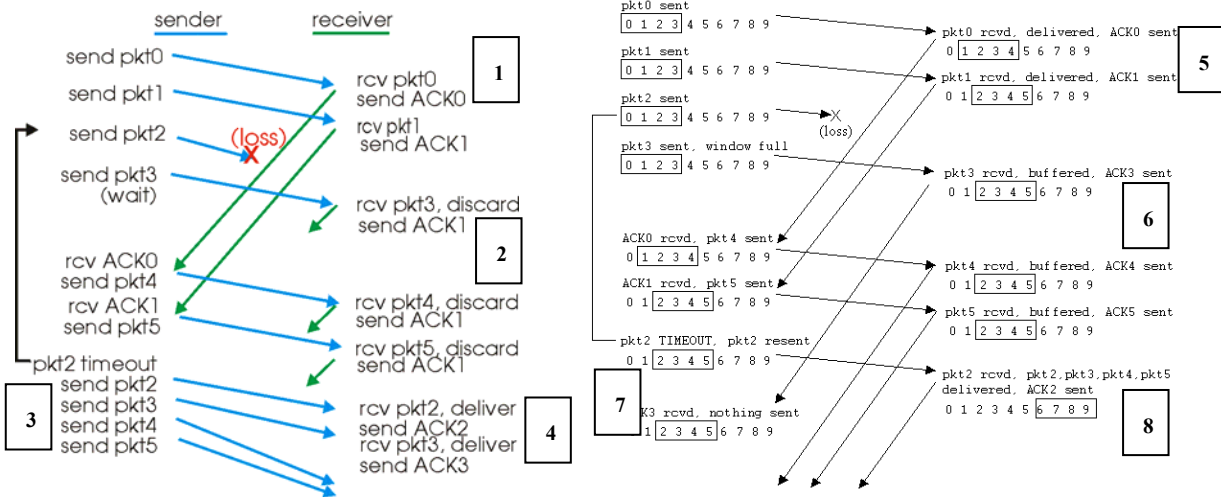 sender
receiver
send pkt0
send pkt1
send pkt2
send pkt3
(wait)
(loss)
X
rcv pkt0
send ACK0
rcv pkt1
send ACK1
1
rcv pkt3, discard
send ACK1
2
rcv ACK0
send pkt4
rcv ACK1
send pkt5
rcv pkt4, discard
send ACK1
rcv pkt5, discard
send ACK1
pkt2 timeout
send pkt2
send pkt3
send pkt4
send pkt5
3
rcv pkt2, deliver
send ACK2
rcv pkt3, deliver
send ACK3
4
pkt0 sent
0 1 2 3 4 5 6 7 8 9
pkt1 sent
0 1 2 3 4 5 6 7 8 9
pkt2 sent
0 1 2 3 4 5 6 7 8 9
pkt3 sent, window full
0 1 2 3 4 5 6 7 8 9
X
(loss)
pkt0 rcvd, delivered, ACK0 sent
0 1 2 3 4 5 6 7 8 9
pkt1 rcvd, delivered, ACK1 sent
0 1 2 3 4 5 6 7 8 9
5
pkt3 rcvd, buffered, ACK3 sent
0 1 2 3 4 5 6 7 8 9
6
ACK0 rcvd, pkt4 sent
0 1 2 3 4 5 6 7 8 9
ACK1 rcvd, pkt5 sent
0 1 2 3 4 5 6 7 8 9
pkt4 rcvd, buffered, ACK4 sent
0 1 2 3 4 5 6 7 8 9
pkt5 rcvd, buffered, ACK5 sent
0 1 2 3 4 5 6 7 8 9
pkt2 TIMEOUT, pkt2 resent
0 1 2 3 4 5 6 7 8 9
7
K3 rcvd, nothing sent
1 2 3 4 5 6 7 8 9
pkt2 rcvd, pkt2,pkt3,pkt4,pkt5
delivered, ACK2 sent
0 1 2 3 4 5 6 7 8 9
8